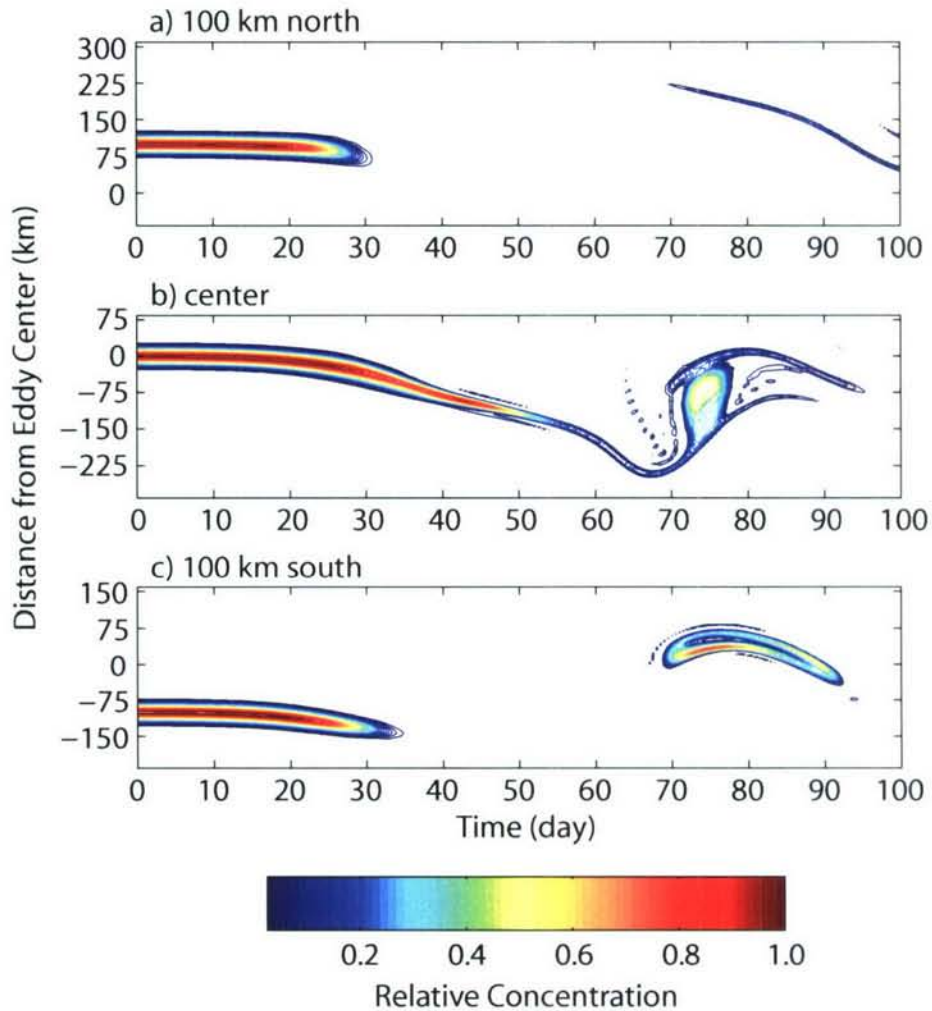 a) 100 km north
300
225
150
75
0
0 10 20 30 40 50 60 70 80 90 100
b) center
75
0
−75
−150
−225
0 10 20 30 40 50 60 70 80 90 100
c) 100 km south
150
75
0
−75
−150
0 10 20 30 40 50 60 70 80 90 100
Distance from Eddy Center (km)
Time (day)
0.2 0.4 0.6 0.8 1.0
Relative Concentration